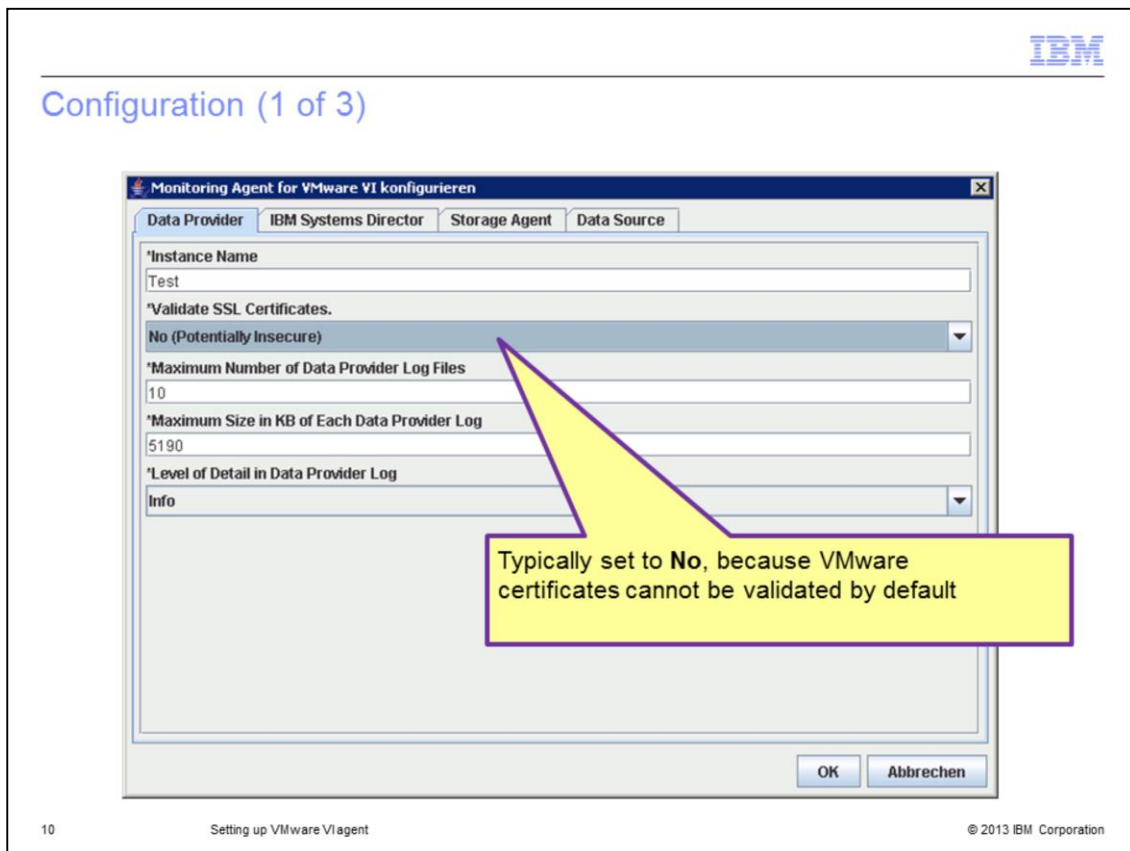 IBM
Configuration (1 of 3)
Monitoring Agent for VMware VI konfigurieren
Data Provider
IBM Systems Director
Storage Agent
Data Source
*Instance Name
Test
*Validate SSL Certificates.
No (Potentially Insecure)
*Maximum Number of Data Provider Log Files
10
*Maximum Size in KB of Each Data Provider Log
5190
*Level of Detail in Data Provider Log
Info
Typically set to No, because VMware
certificates cannot be validated by default
OK
Abbrechen
10
Setting up VMware VI agent
© 2013 IBM Corporation